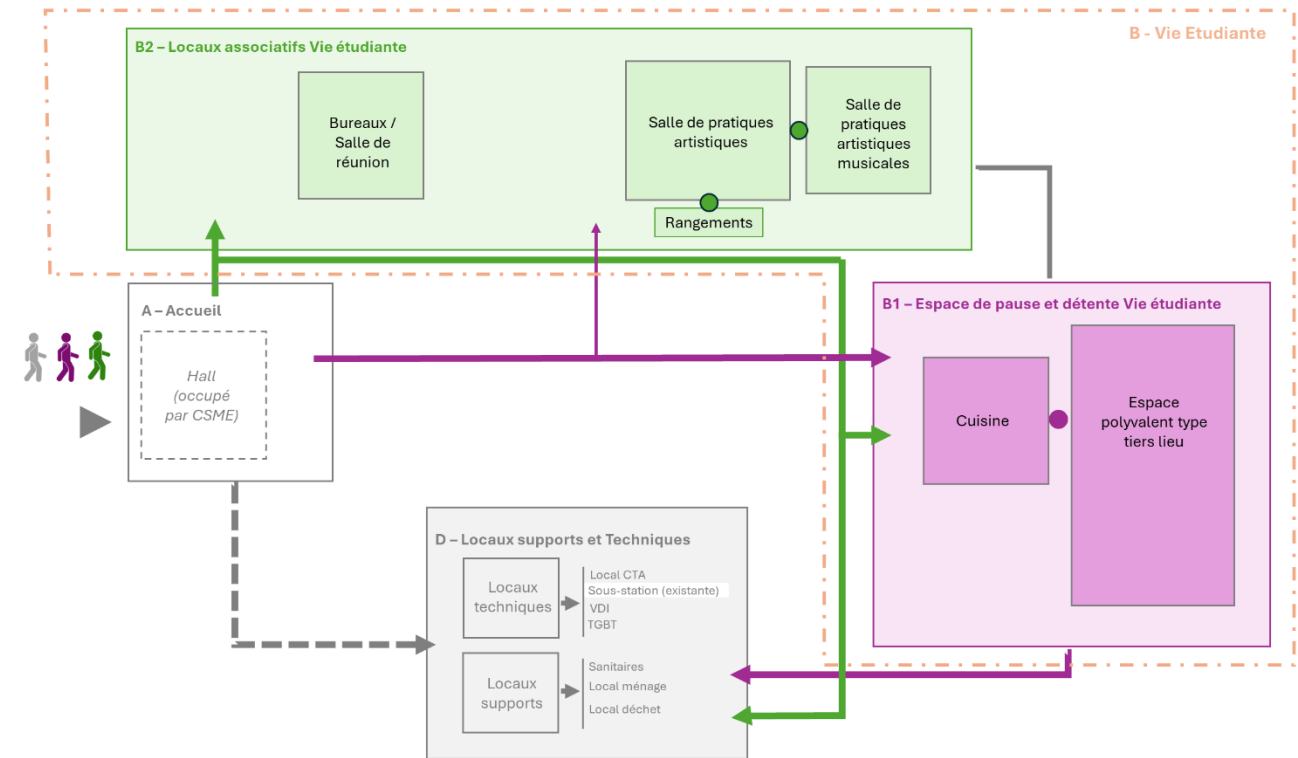 B - Vie Etudiante
B2 – Locaux associatifs Vie étudiante
Bureaux /
Salle de
réunion
Salle de pratiques
artistiques
Salle de
pratiques
artistiques
musicales
Rangements
A – Accueil
Hall
(occupé
par CSME)
B1 – Espace de pause et détente Vie étudiante
Cuisine
Espace
polyvalent type
tiers lieu
D – Locaux supports et Techniques
Locaux
techniques
Local CTA
Sous-station (existante)
VDI
TGBT
Locaux
supports
Sanitaires
Local ménage
Local déchet